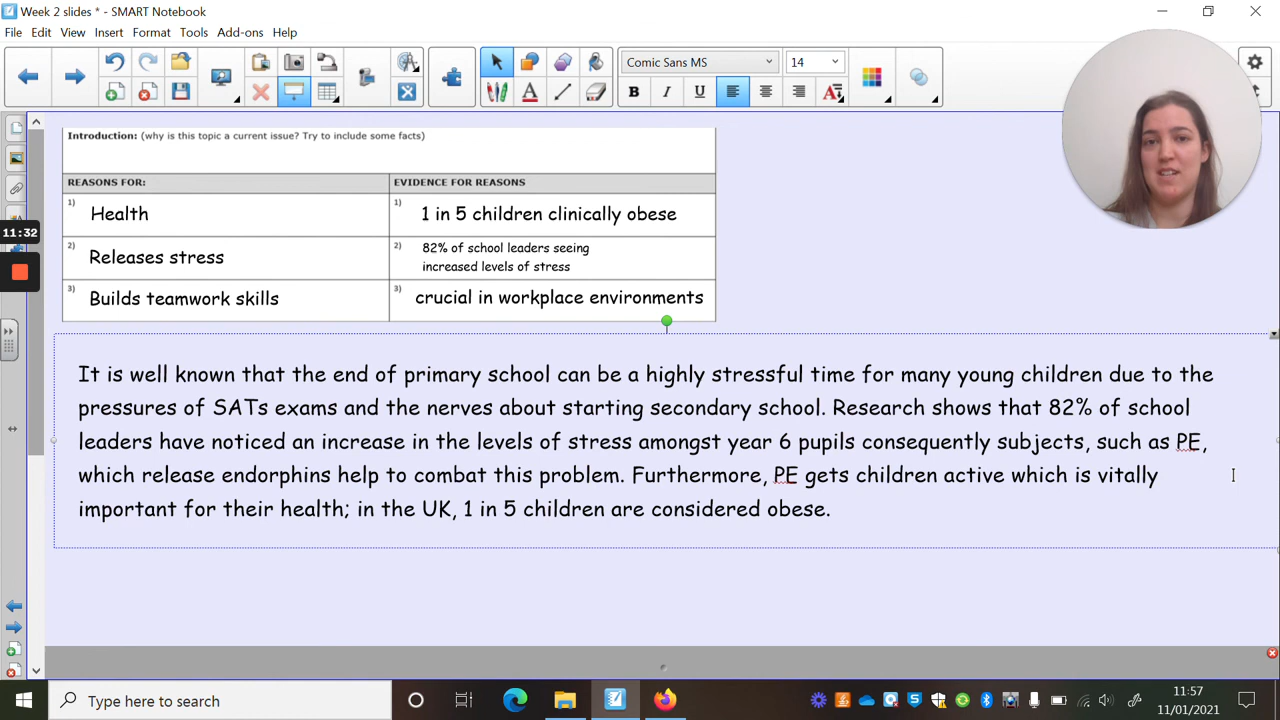 Week 2 slides * - SMART Notebook
File Edit View Insert Format Tools Add-ons Help
Comic Sans MS 14
B I U
Introduction: (why is this topic a current issue? Try to include some facts)
REASONS FOR: EVIDENCE FOR REASONS
1) Health 1) 1 in 5 children clinically obese
2) Releases stress 2) 82% of school leaders seeing
increased levels of stress
3) Builds teamwork skills 3) crucial in workplace environments
11:32
It is well known that the end of primary school can be a highly stressful time for many young children due to the
pressures of SATs exams and the nerves about starting secondary school. Research shows that 82% of school
leaders have noticed an increase in the levels of stress amongst year 6 pupils consequently subjects, such as PE,
which release endorphins help to combat this problem. Furthermore, PE gets children active which is vitally
important for their health; in the UK, 1 in 5 children are considered obese.
Type here to search
11:57
11/01/2021